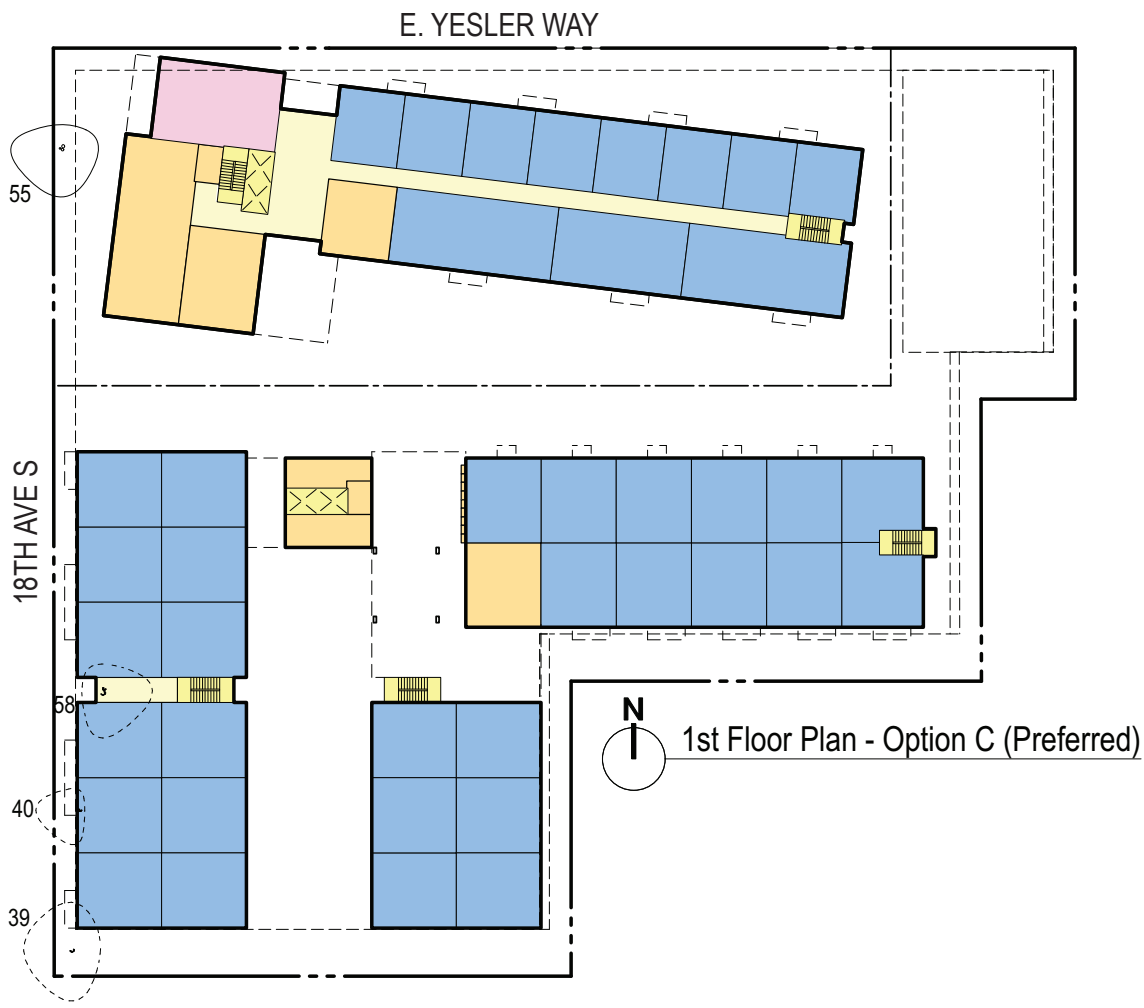 E. YESLER WAY
55
18TH AVE S
58
N
1st Floor Plan - Option C (Preferred)
40
39